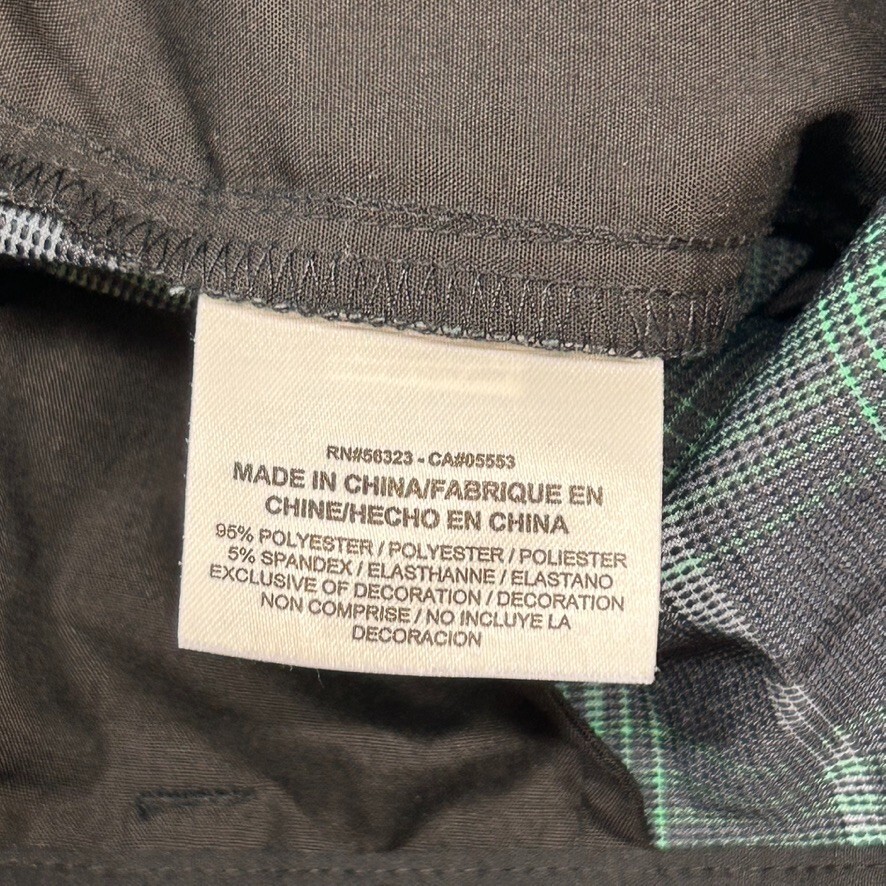 RN#56323 - CA#05553
MADE IN CHINA/FABRIQUE EN
CHINE/HECHO EN CHINA
95% POLYESTER / POLYESTER / POLIESTER
5% SPANDEX / ELASTHANNE / ELASTANO
EXCLUSIVE OF DECORATION / DECORATION
NON COMPRISE / NO INCLUYE LA
DECORACION